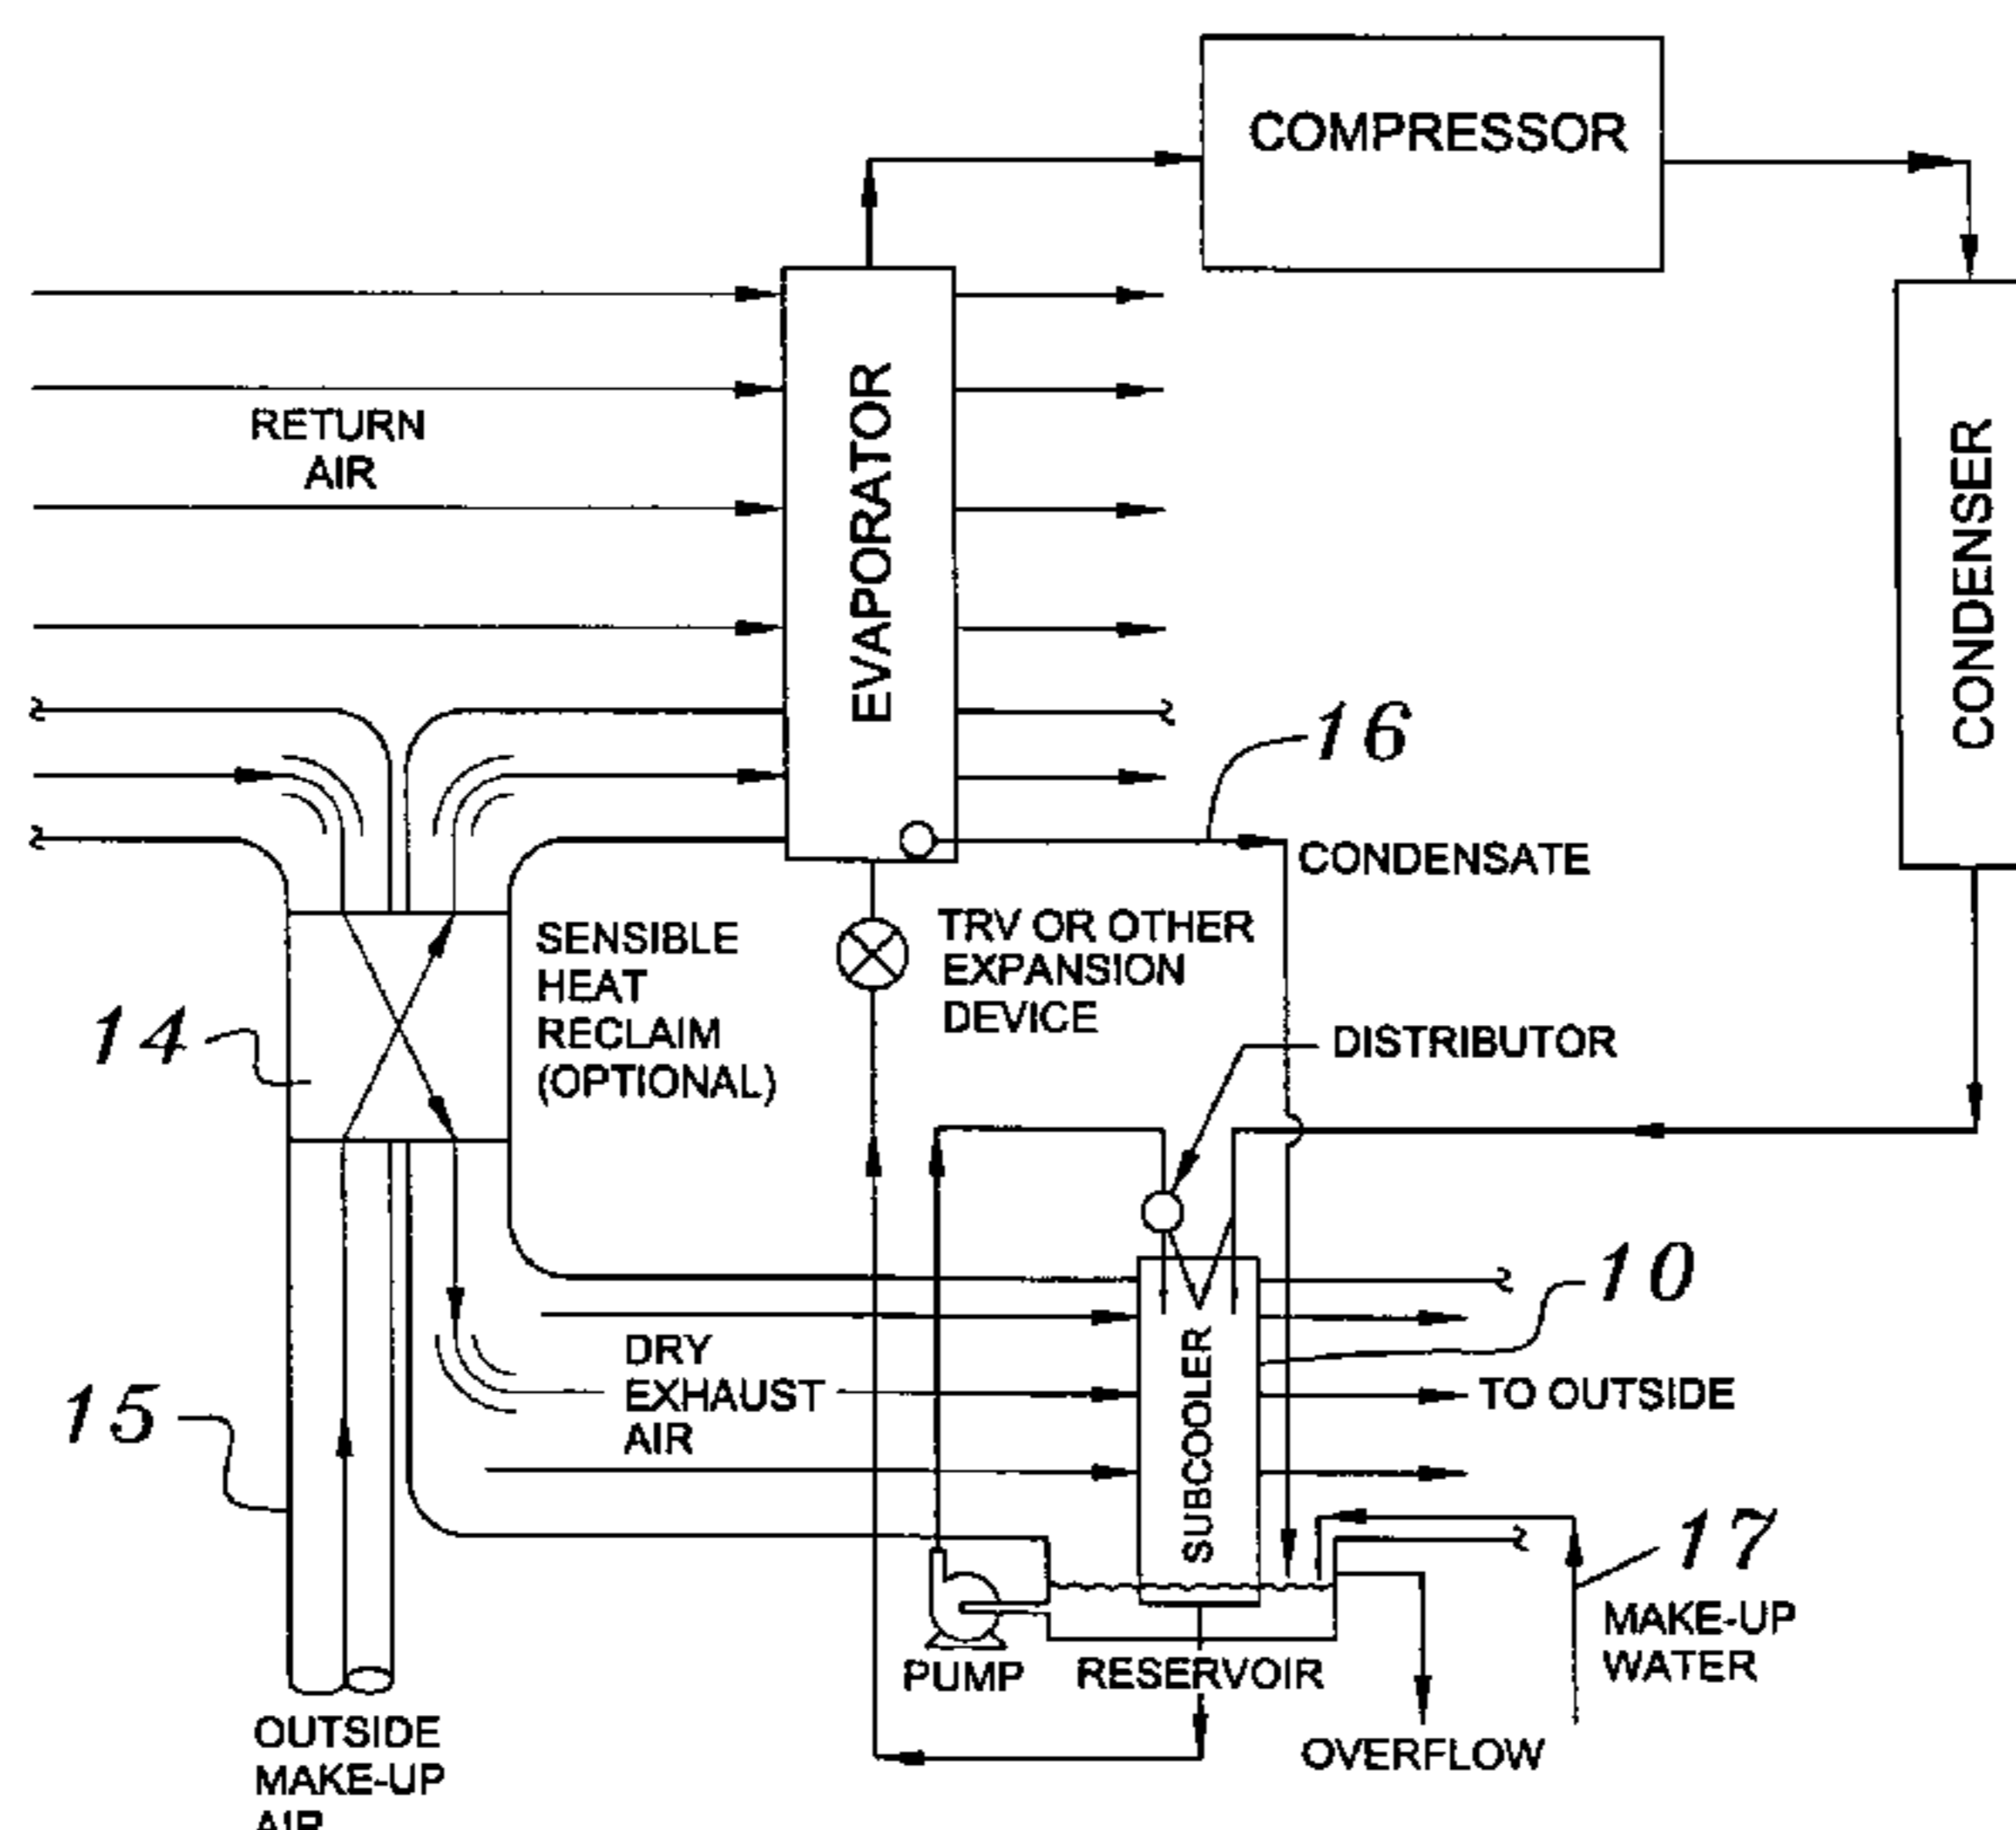 COMPRESSOR
EVAPORATOR
CONDENSER
RETURN
AIR
16
CONDENSATE
SENSIBLE
HEAT
RECLAIM
(OPTIONAL)
TRV OR OTHER
EXPANSION
DEVICE
14
DISTRIBUTOR
10
DRY
EXHAUST
AIR
SUBCOOLER
TO OUTSIDE
15
17
MAKE-UP
WATER
PUMP
RESERVOIR
OVERFLOW
OUTSIDE
MAKE-UP
AIR